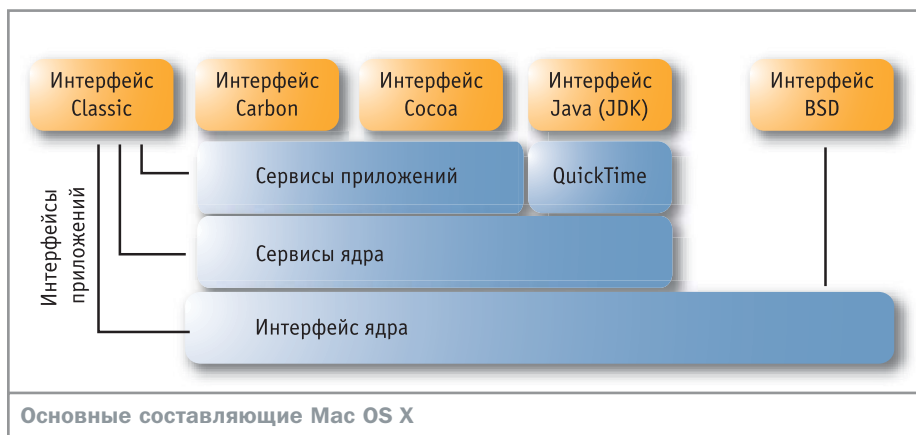 Интерфейс
Classic
Интерфейс
Carbon
Интерфейс
Cocoa
Интерфейс
Java (JDK)
Интерфейс
BSD
Интерфейсы
приложений
Сервисы приложений
QuickTime
Сервисы ядра
Интерфейс ядра
Основные составляющие Mac OS X